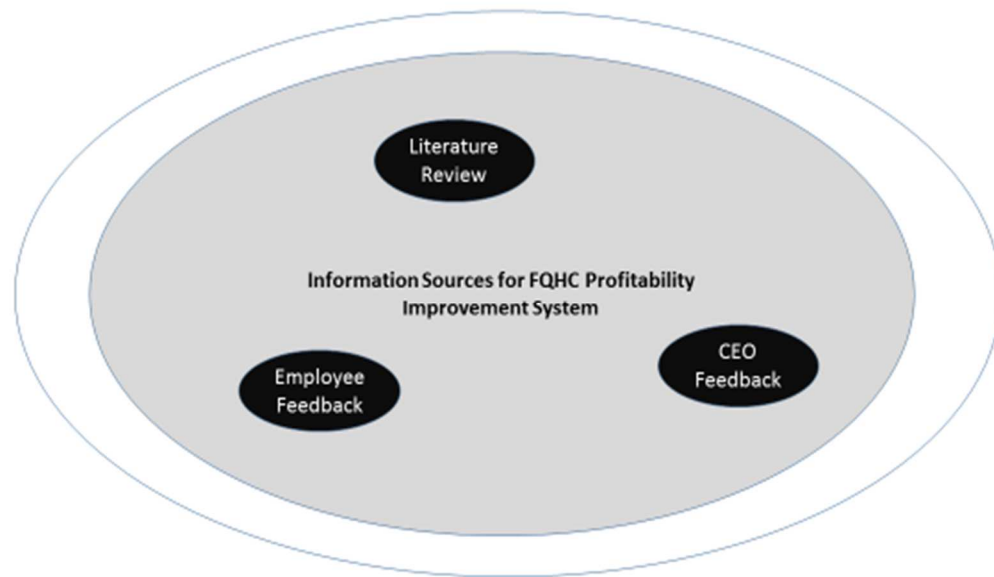 Literature
Review
Information Sources for FQHC Profitability
Improvement System
Employee
Feedback
CEO
Feedback